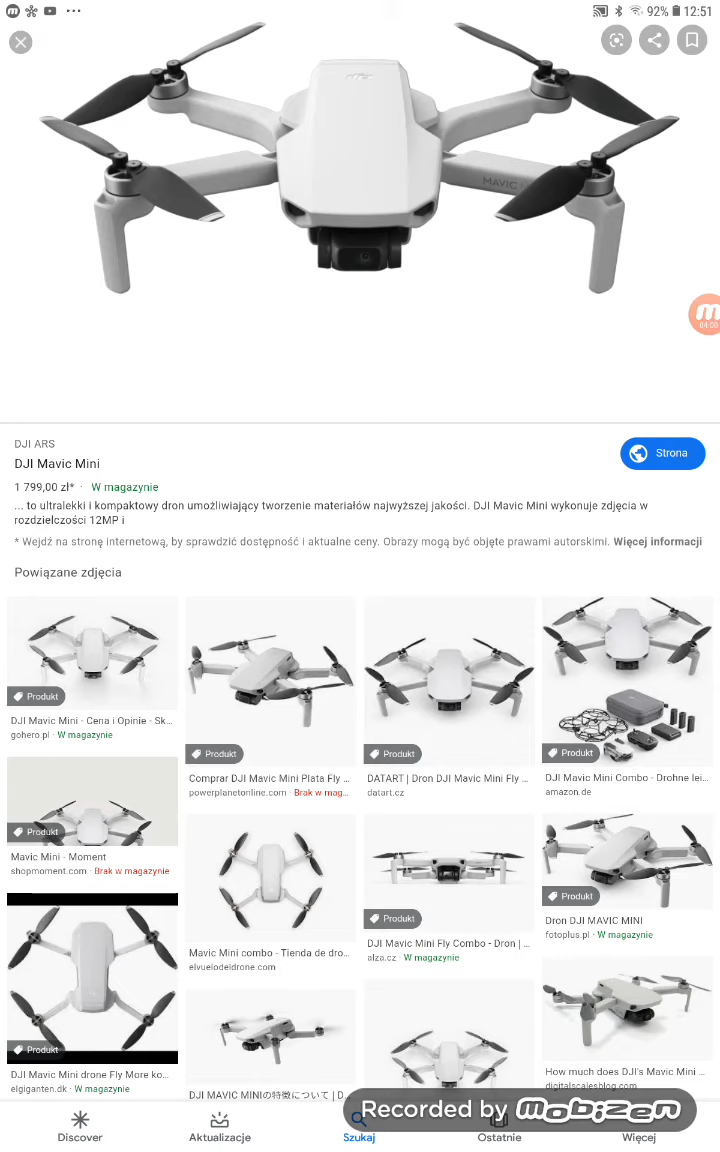 92% 12:51
MAVIC
04:00
DJI ARS
DJI Mavic Mini
Strona
1 799,00 zł* · W magazynie
... to ultralekki i kompaktowy dron umożliwiający tworzenie materiałów najwyższej jakości. DJI Mavic Mini wykonuje zdjęcia w
rozdzielczości 12MP i
* Wejdź na stronę internetową, by sprawdzić dostępność i aktualne ceny. Obrazy mogą być objęte prawami autorskimi. Więcej informacji
Powiązane zdjęcia
Produkt
DJI Mavic Mini - Cena i Opinie - Sk...
gohero.pl · W magazynie
Produkt
Comprar DJI Mavic Mini Plata Fly ...
powerplanetonline.com · Brak w mag...
Produkt
DATART | Dron DJI Mavic Mini Fly ...
datart.cz
Produkt
DJI Mavic Mini Combo - Drohne lei...
amazon.de
Produkt
Mavic Mini - Moment
shopmoment.com · Brak w magazynie
Mavic Mini combo - Tienda de dro...
elvuelodeldrone.com
Produkt
DJI Mavic Mini Fly Combo - Dron | ...
alza.cz · W magazynie
Produkt
Dron DJI MAVIC MINI
fotoplus.pl · W magazynie
Produkt
DJI Mavic Mini drone Fly More ko...
elgiganten.dk · W magazynie
DJI MAVIC MINIの特徴について | D...
How much does DJI's Mavic Mini ...
digitalscalesblog.com
Recorded by mobizen
Discover
Aktualizacje
Szukaj
Ostatnie
Więcej